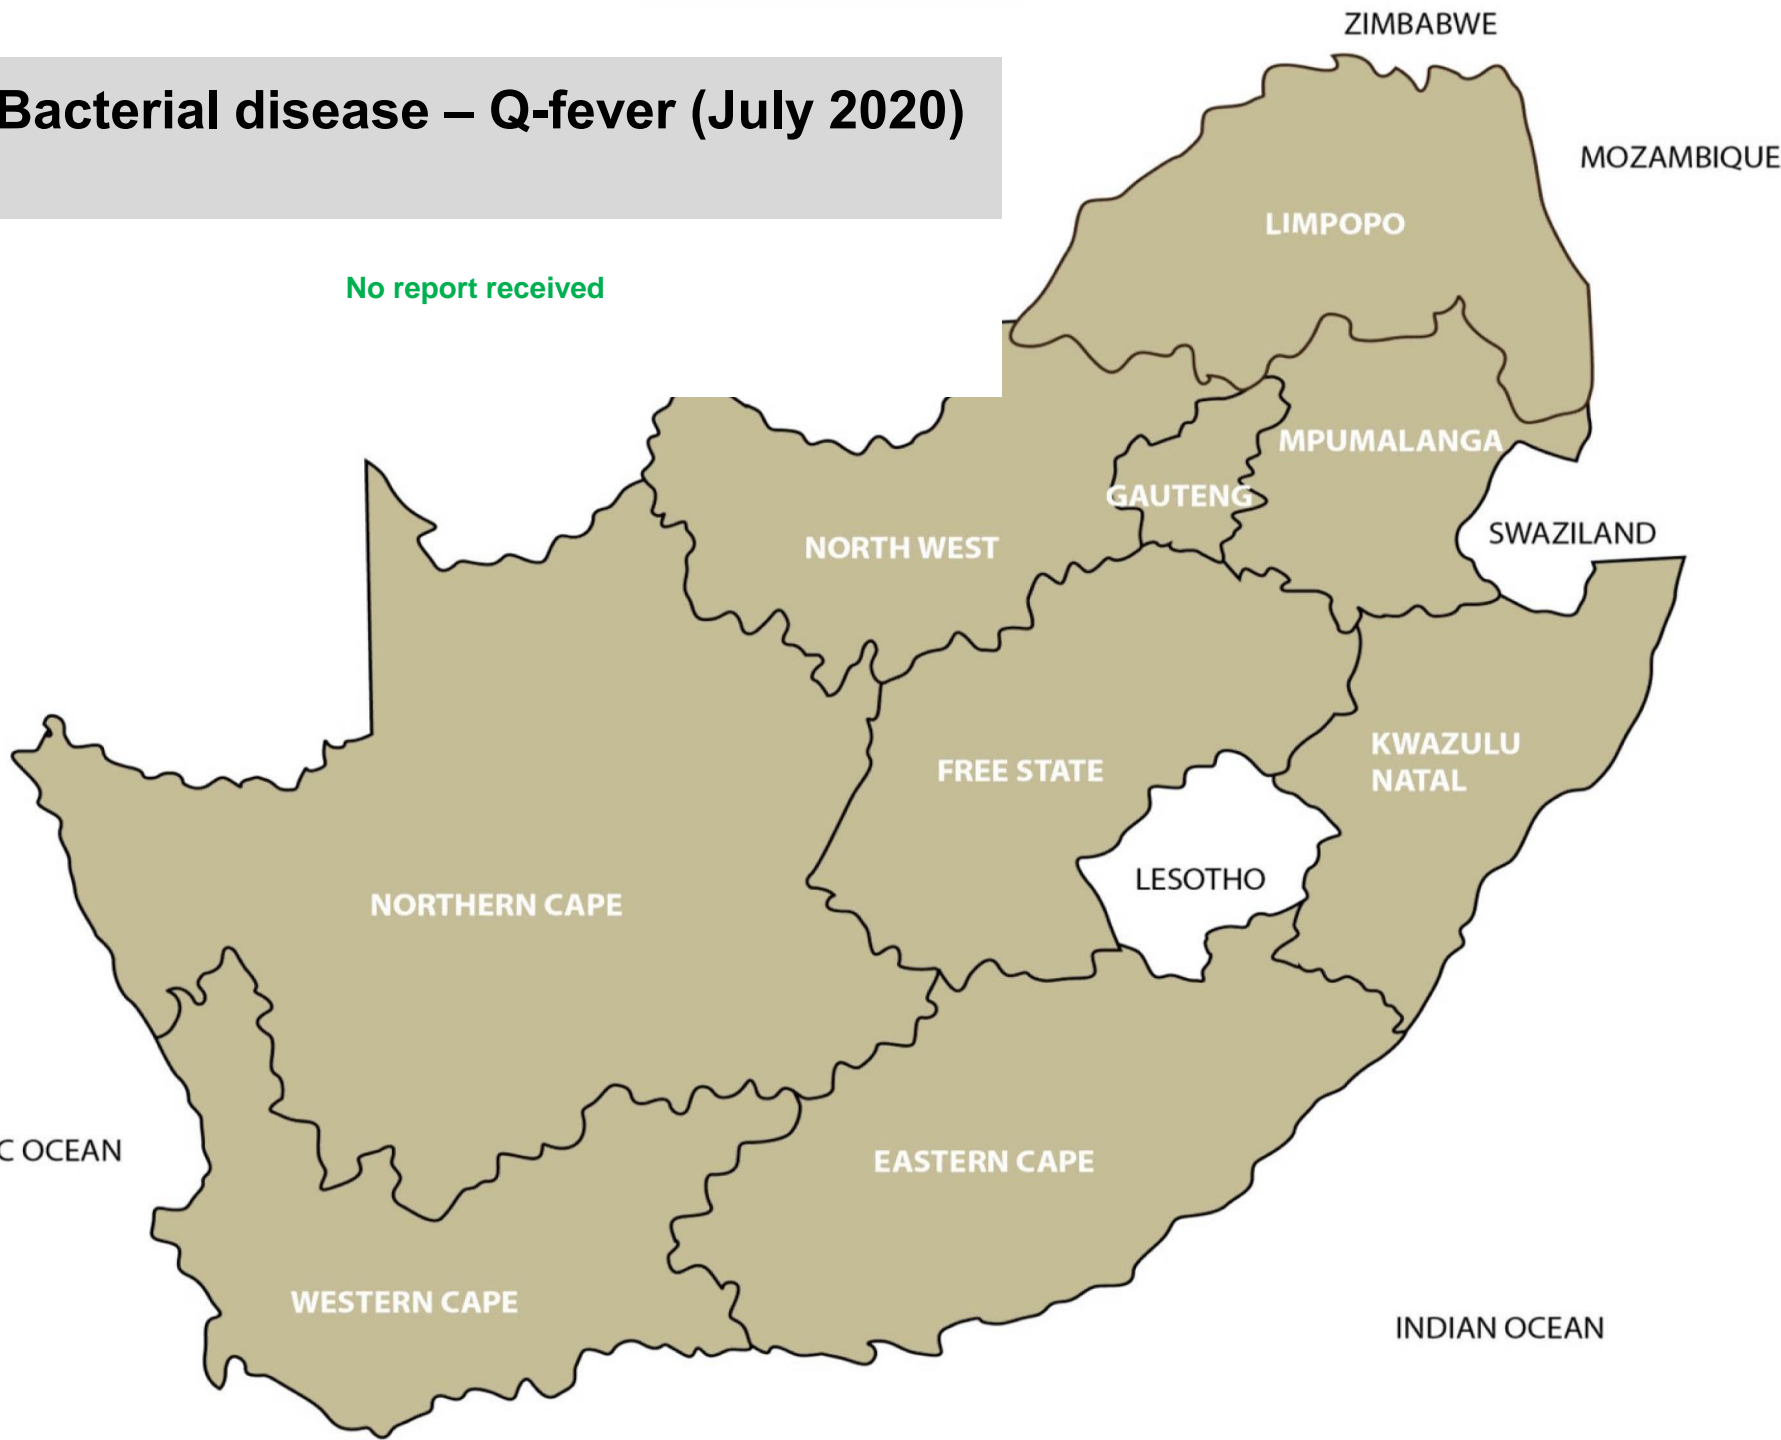 ZIMBABWE
Bacterial disease – Q-fever (July 2020)
MOZAMBIQUE
LIMPOPO
No report received
MPUMALANGA
GAUTENG
SWAZILAND
NORTH WEST
KWAZULU
NATAL
FREE STATE
LESOTHO
NORTHERN CAPE
C OCEAN
EASTERN CAPE
WESTERN CAPE
INDIAN OCEAN